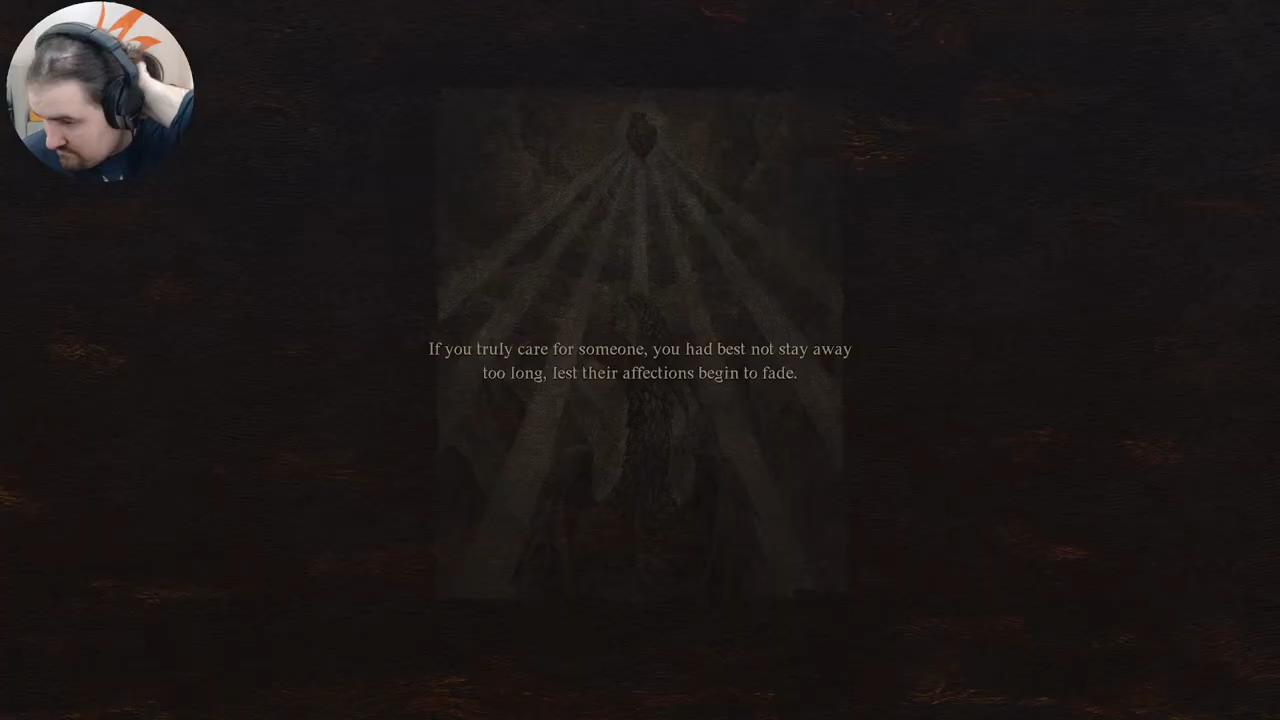 If you truly care for someone, you had best not stay away
too long, lest their affections begin to fade.